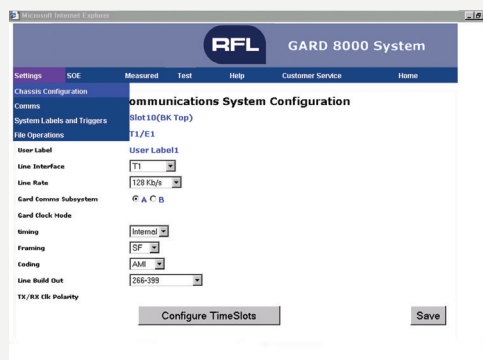 Microsoft Internet Explorer
RFL GARD 8000 System
Settings SOE Measured Test Help Customer Service Home
Chassis Configuration
Comms
ommunications System Configuration
System Labels and Triggers
Slot10(BK Top)
File Operations
T1/E1
User Label User Label1
Line Interface T1
Line Rate 128 Kb/s
Gard Comms Subsystem A B
Gard Clock Mode
timing Internal
Framing SF
Coding AMI
Line Build Out 266-399
TX/RX Clk Polarity
Configure TimeSlots Save